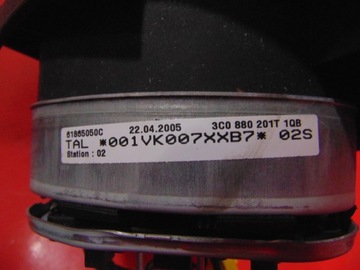 61865050C 22.04.2005 3C0 880 201T 1QB
TAL *001VK007XXB7* 02S
Station : 02